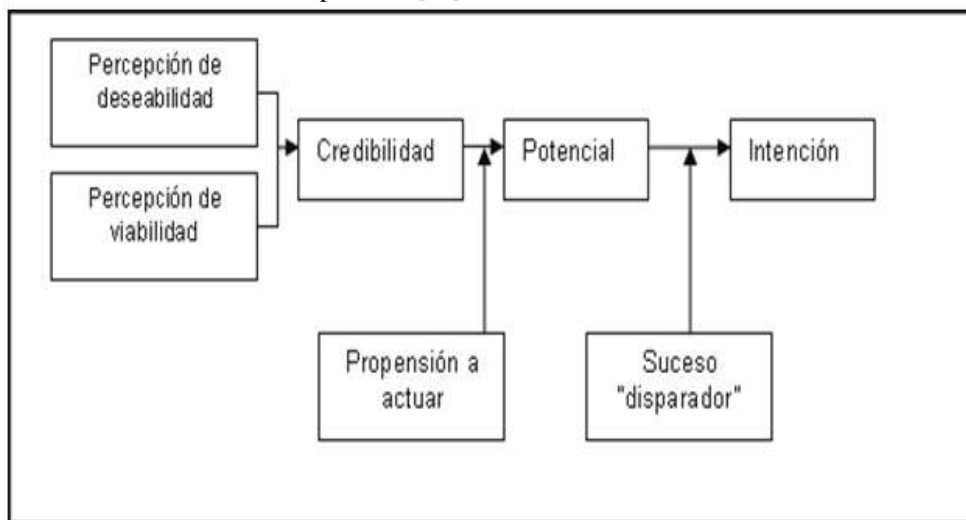 Percepción de
deseabilidad
Percepción de
viabilidad
Credibilidad
Potencial
Intención
Propensión a
actuar
Suceso
"disparador"